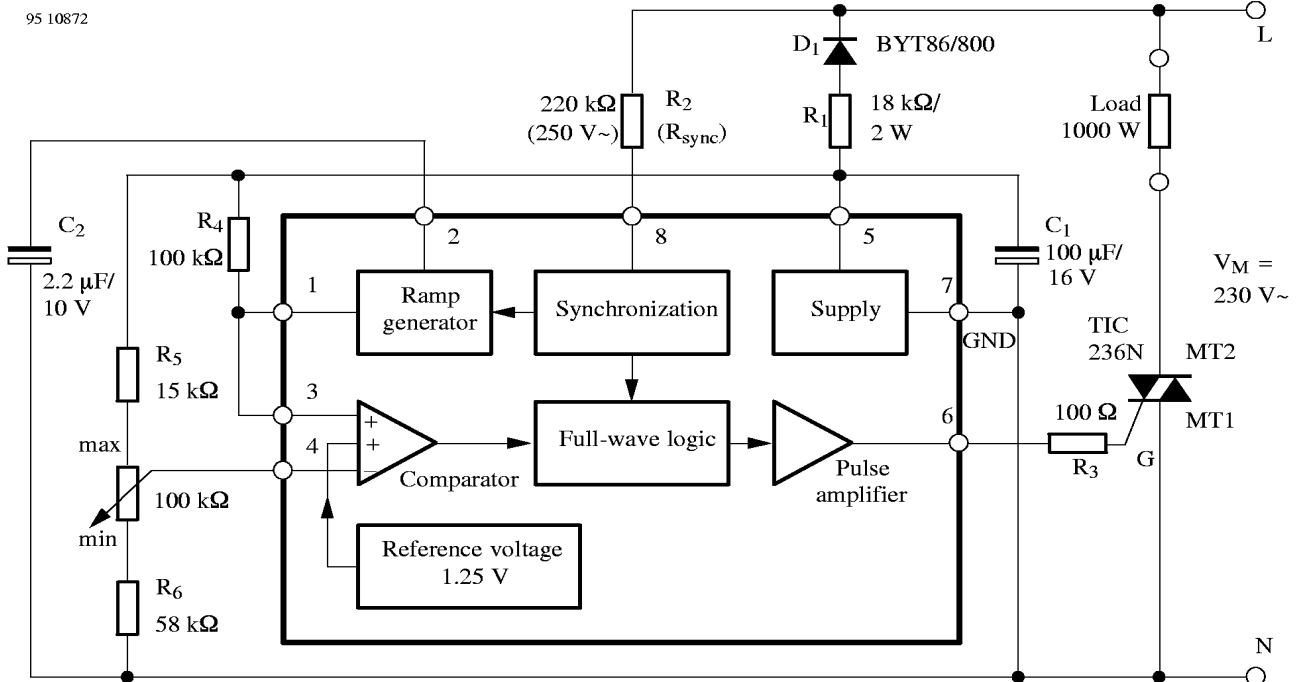 95 10872
L
D1
BYT86/800
220 kΩ
(250 V~)
R2
(Rsync)
R1
18 kΩ/
2 W
Load
1000 W
C2
2.2 µF/
10 V
R4
100 kΩ
2
8
5
C1
100 µF/
16 V
VM =
230 V~
1
Ramp
generator
Synchronization
Supply
7
GND
TIC
236N
MT2
MT1
R5
15 kΩ
3
4
+
+
−
Comparator
Full-wave logic
Pulse
amplifier
6
100 Ω
R3
G
max
100 kΩ
min
Reference voltage
1.25 V
R6
58 kΩ
N